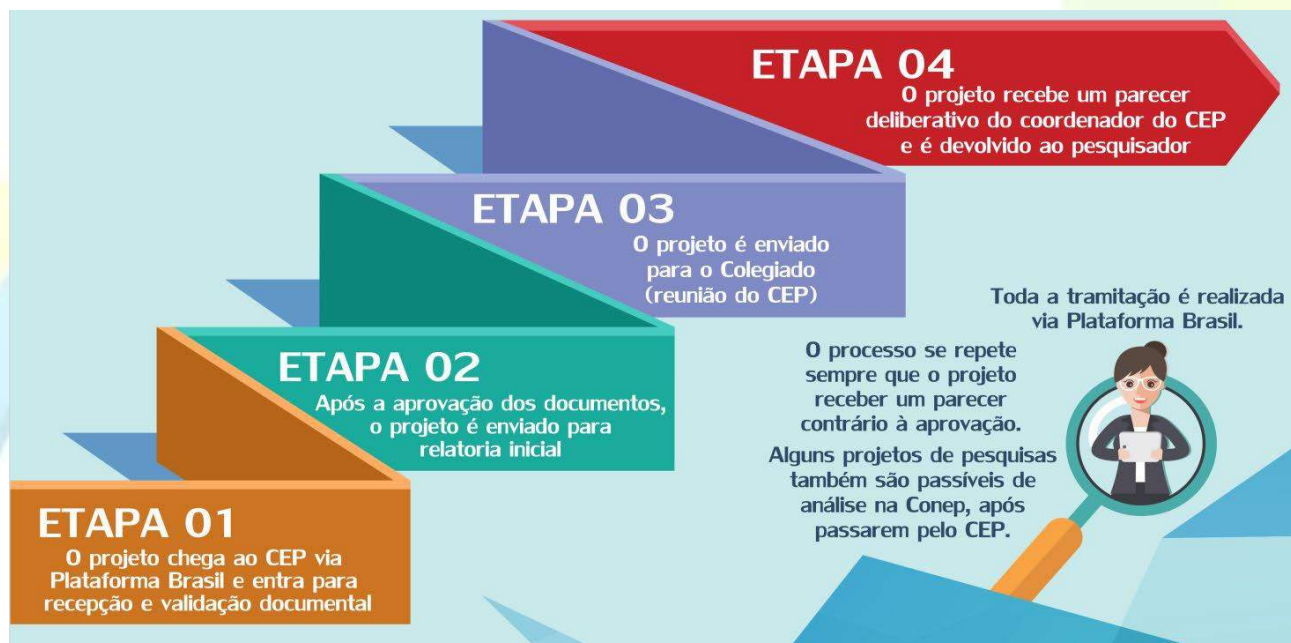 ETAPA 01
O projeto chega ao CEP via
Plataforma Brasil e entra para
recepção e validação documental
ETAPA 02
Após a aprovação dos documentos,
o projeto é enviado para
relatoria inicial
ETAPA 03
O projeto é enviado
para o Colegiado
(reunião do CEP)
ETAPA 04
O projeto recebe um parecer
deliberativo do coordenador do CEP
e é devolvido ao pesquisador
Toda a tramitação é realizada
via Plataforma Brasil.
O processo se repete
sempre que o projeto
receber um parecer
contrário à aprovação.
Alguns projetos de pesquisas
também são passíveis de
análise na Conep, após
passarem pelo CEP.